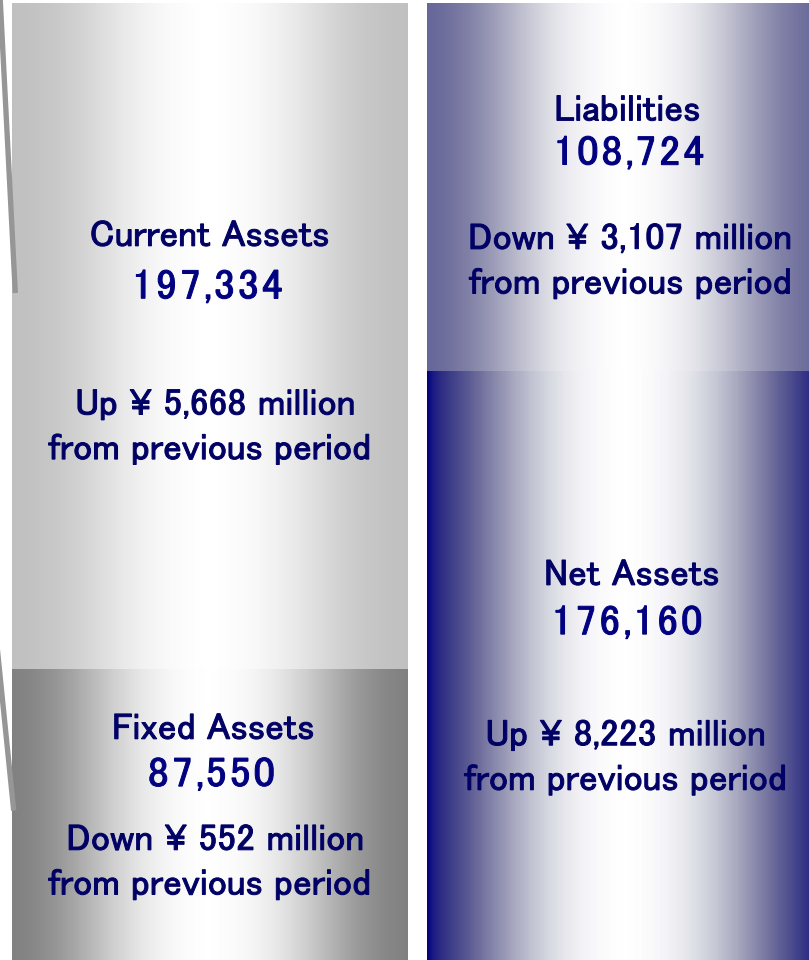 Current Assets
197,334
Up ¥ 5,668 million
from previous period
Fixed Assets
87,550
Down ¥ 552 million
from previous period
Liabilities
108,724
Down ¥ 3,107 million
from previous period
Net Assets
176,160
Up ¥ 8,223 million
from previous period